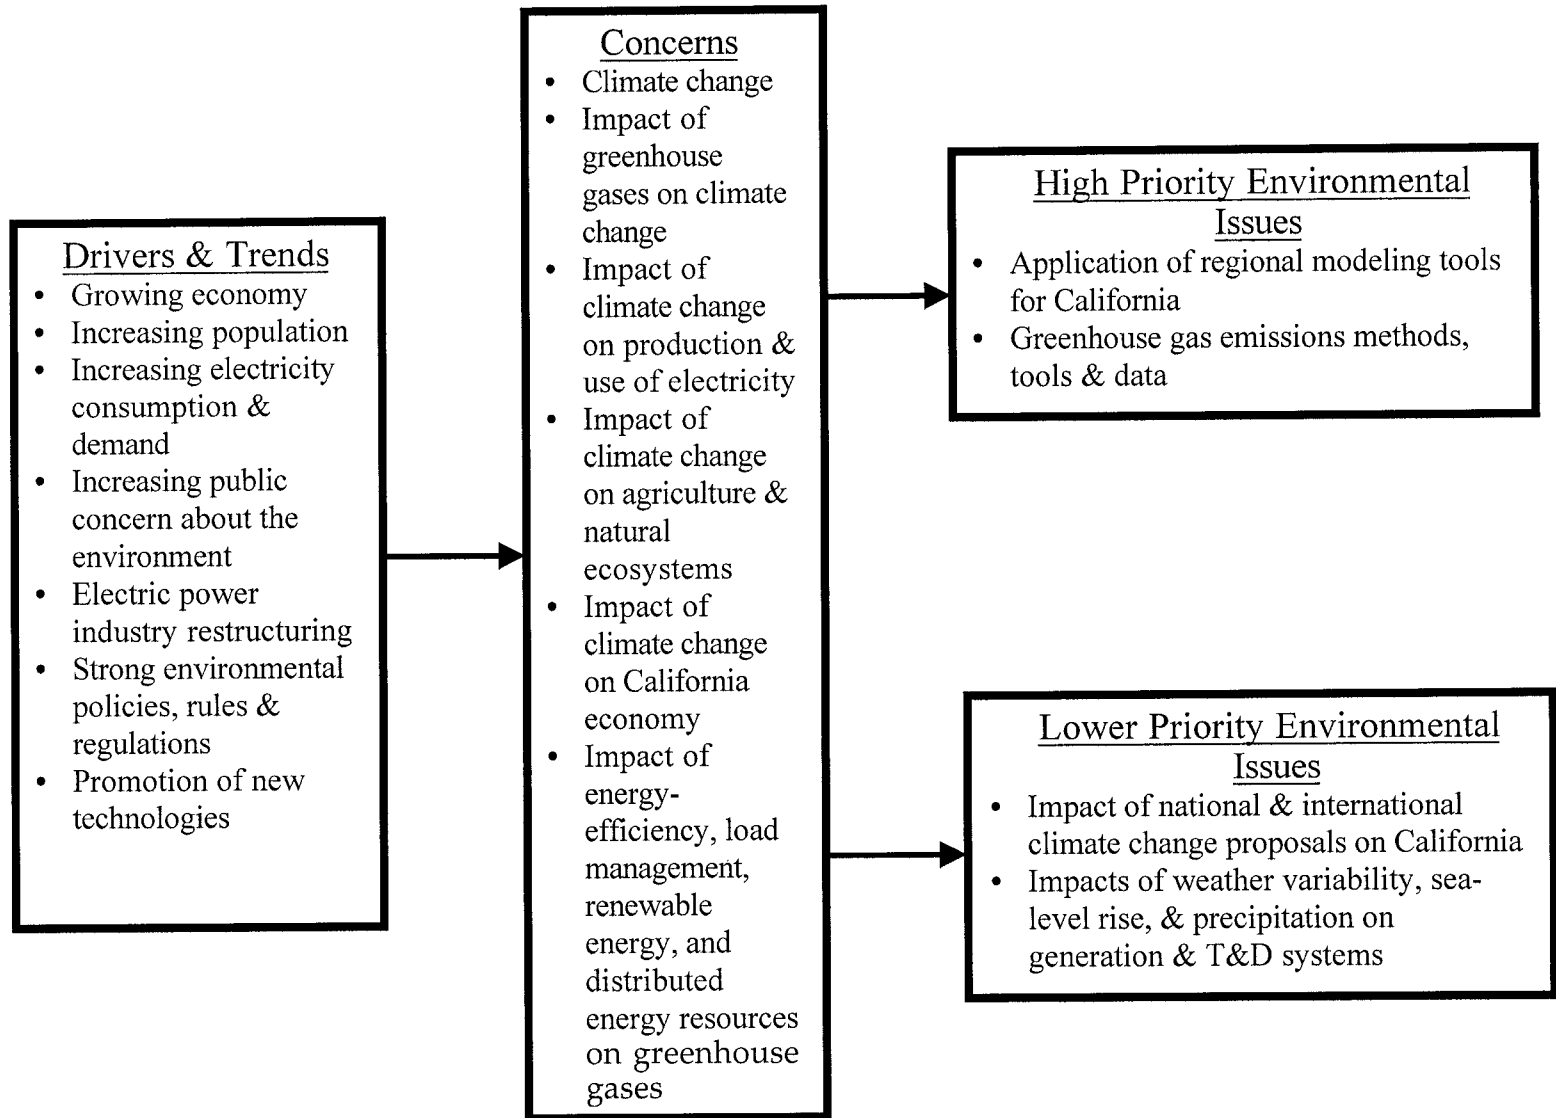 Drivers & Trends
• Growing economy
• Increasing population
• Increasing electricity
consumption &
demand
• Increasing public
concern about the
environment
• Electric power
industry restructuring
• Strong environmental
policies, rules &
regulations
• Promotion of new
technologies
Concerns
• Climate change
• Impact of
greenhouse
gases on climate
change
• Impact of
climate change
on production &
use of electricity
• Impact of
climate change
on agriculture &
natural
ecosystems
• Impact of
climate change
on California
economy
• Impact of
energy-
efficiency, load
management,
renewable
energy, and
distributed
energy resources
on greenhouse
gases
High Priority Environmental
Issues
• Application of regional modeling tools
for California
• Greenhouse gas emissions methods,
tools & data
Lower Priority Environmental
Issues
• Impact of national & international
climate change proposals on California
• Impacts of weather variability, sea-
level rise, & precipitation on
generation & T&D systems